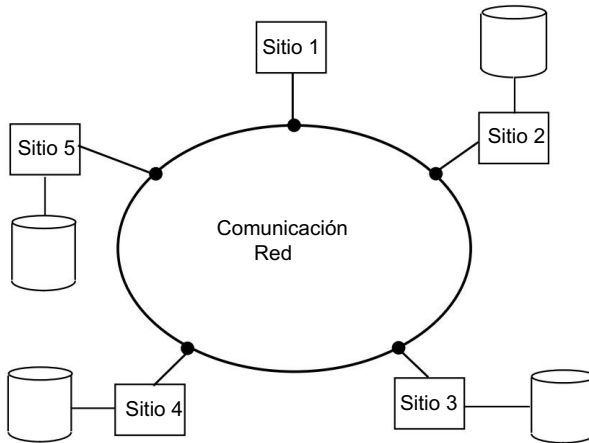 Sitio 1
Sitio 2
Sitio 5
Comunicación
Red
Sitio 4
Sitio 3